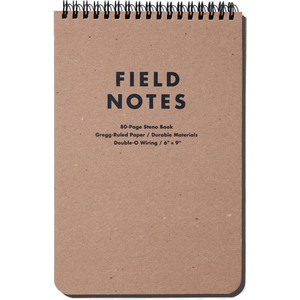 FIELD
NOTES
80-Page Steno Book
Gregg-Ruled Paper / Durable Materials
Double-O Wiring / 6" × 9"